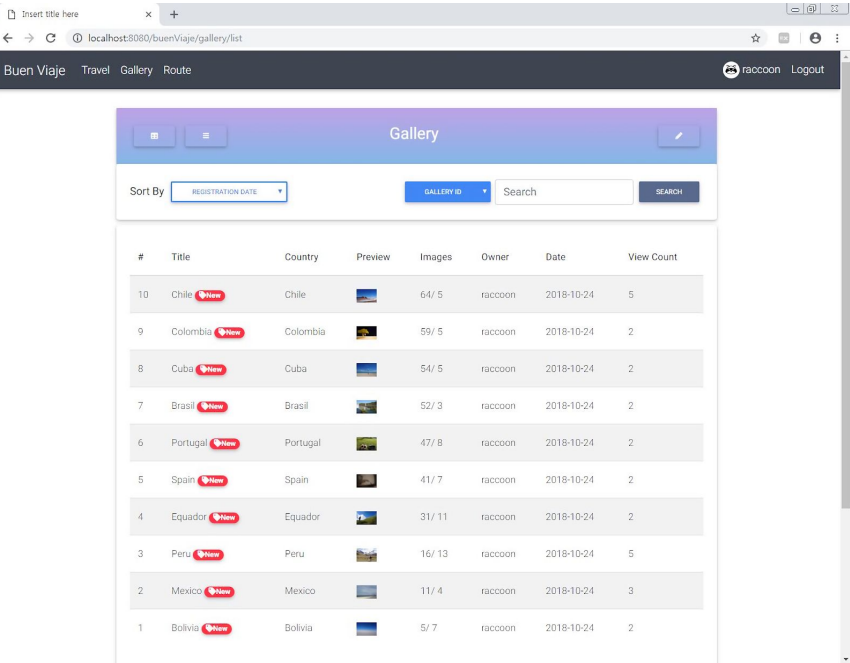 Insert title here
localhost:8080/buenViaje/gallery/list
Buen Viaje Travel Gallery Route raccoon Logout
Gallery
Sort By REGISTRATION DATE GALLERY ID Search SEARCH
# Title Country Preview Images Owner Date View Count
10 Chile New Chile 64/ 5 raccoon 2018-10-24 5
9 Colombia New Colombia 59/ 5 raccoon 2018-10-24 2
8 Cuba New Cuba 54/ 5 raccoon 2018-10-24 2
7 Brasil New Brasil 52/ 3 raccoon 2018-10-24 2
6 Portugal New Portugal 47/ 8 raccoon 2018-10-24 2
5 Spain New Spain 41/ 7 raccoon 2018-10-24 2
4 Equador New Equador 31/ 11 raccoon 2018-10-24 2
3 Peru New Peru 16/ 13 raccoon 2018-10-24 5
2 Mexico New Mexico 11/ 4 raccoon 2018-10-24 3
1 Bolivia New Bolivia 5/ 7 raccoon 2018-10-24 2